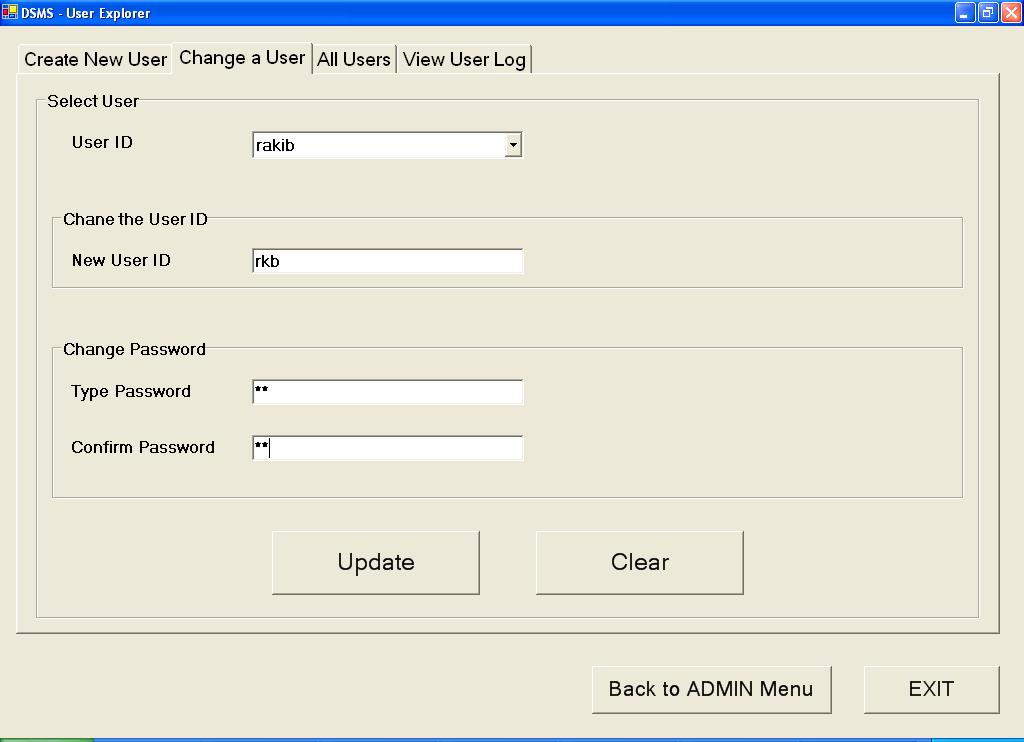 DSMS - User Explorer
Create New User Change a User All Users View User Log
Select User
User ID rakib
Chane the User ID
New User ID rkb
Change Password
Type Password **
Confirm Password **
Update Clear
Back to ADMIN Menu EXIT